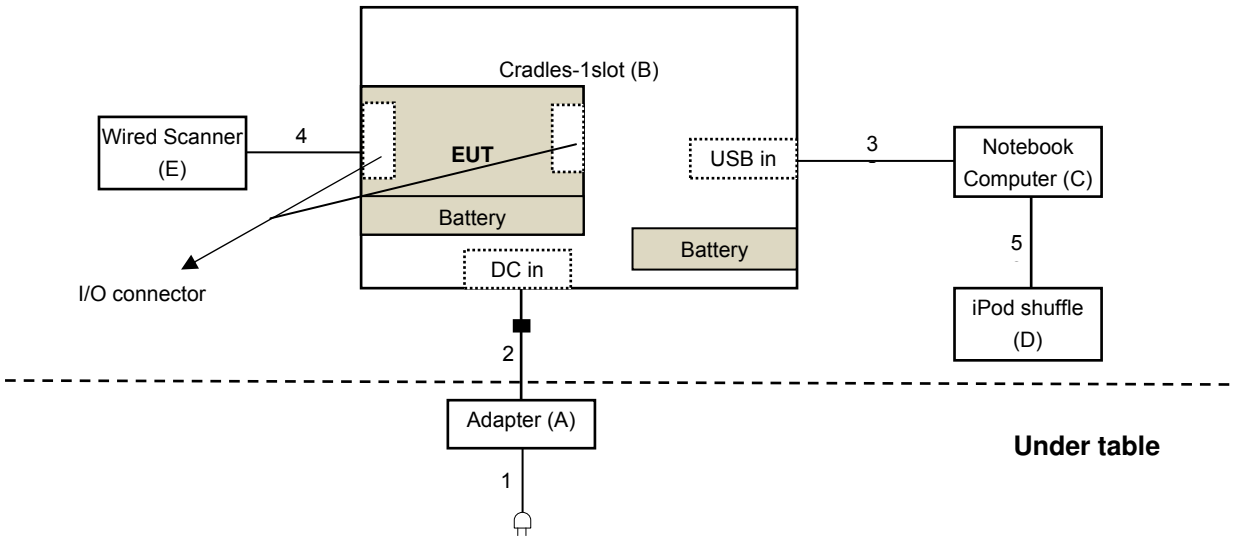 Cradles-1slot (B)
Wired Scanner
(E)
4
EUT
USB in
3
Notebook
Computer (C)
Battery
Battery
5
DC in
I/O connector
iPod shuffle
(D)
2
Adapter (A)
Under table
1